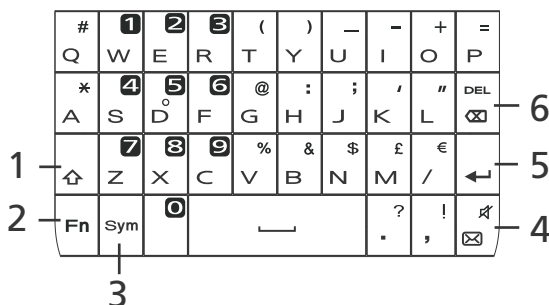 # 1 2 3 ( ) _ - + =
Q W E R T Y U I O P
* 4 5 6 @ : ; ' " DEL
A S D F G H J K L
6
1
7 8 9 % & $ £ €
Z X C V B N M /
5
2
Fn Sym 0 ? !
. ,
4
3